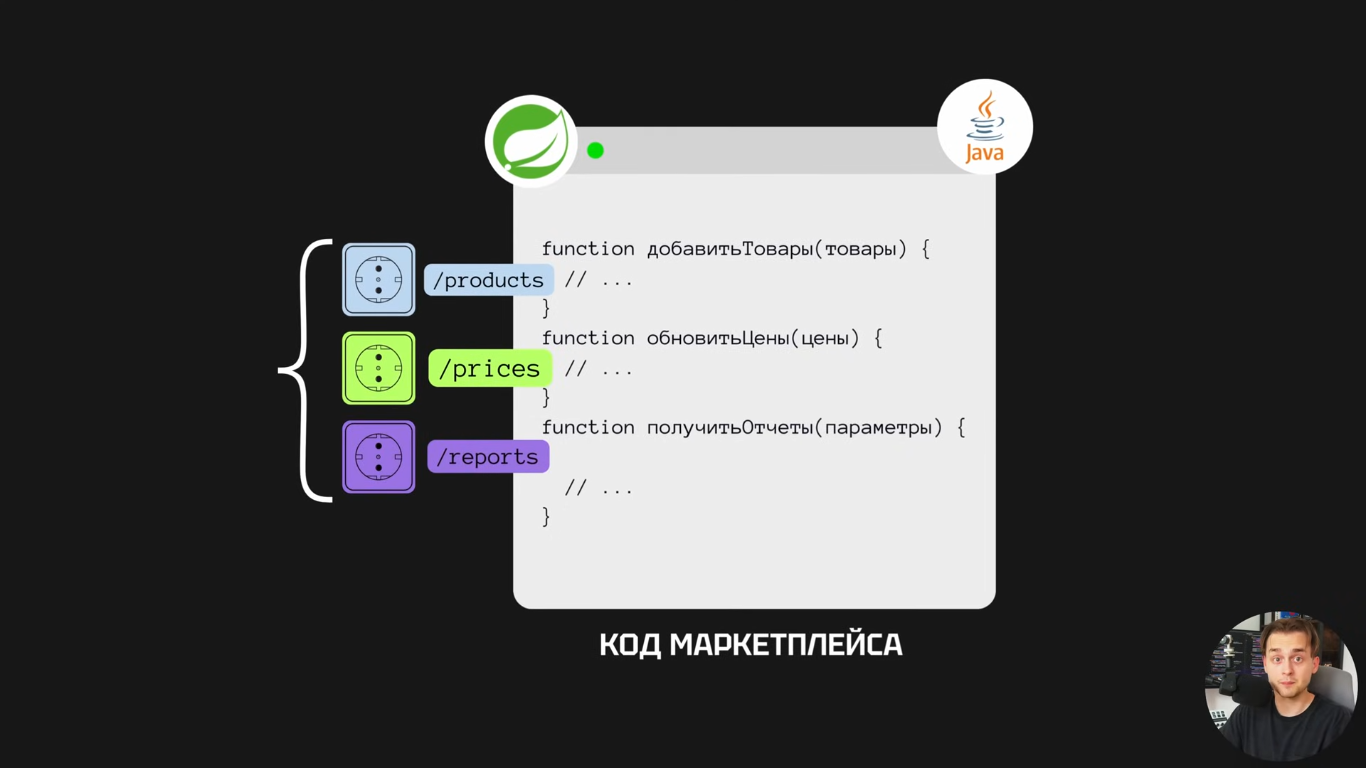 Java
function добавитьТовары(товары) {
/products
// ...
}
function обновитьЦены(цены) {
/prices
// ...
}
function получитьОтчеты(параметры) {
/reports
// ...
}
КОД МАРКЕТПЛЕЙСА